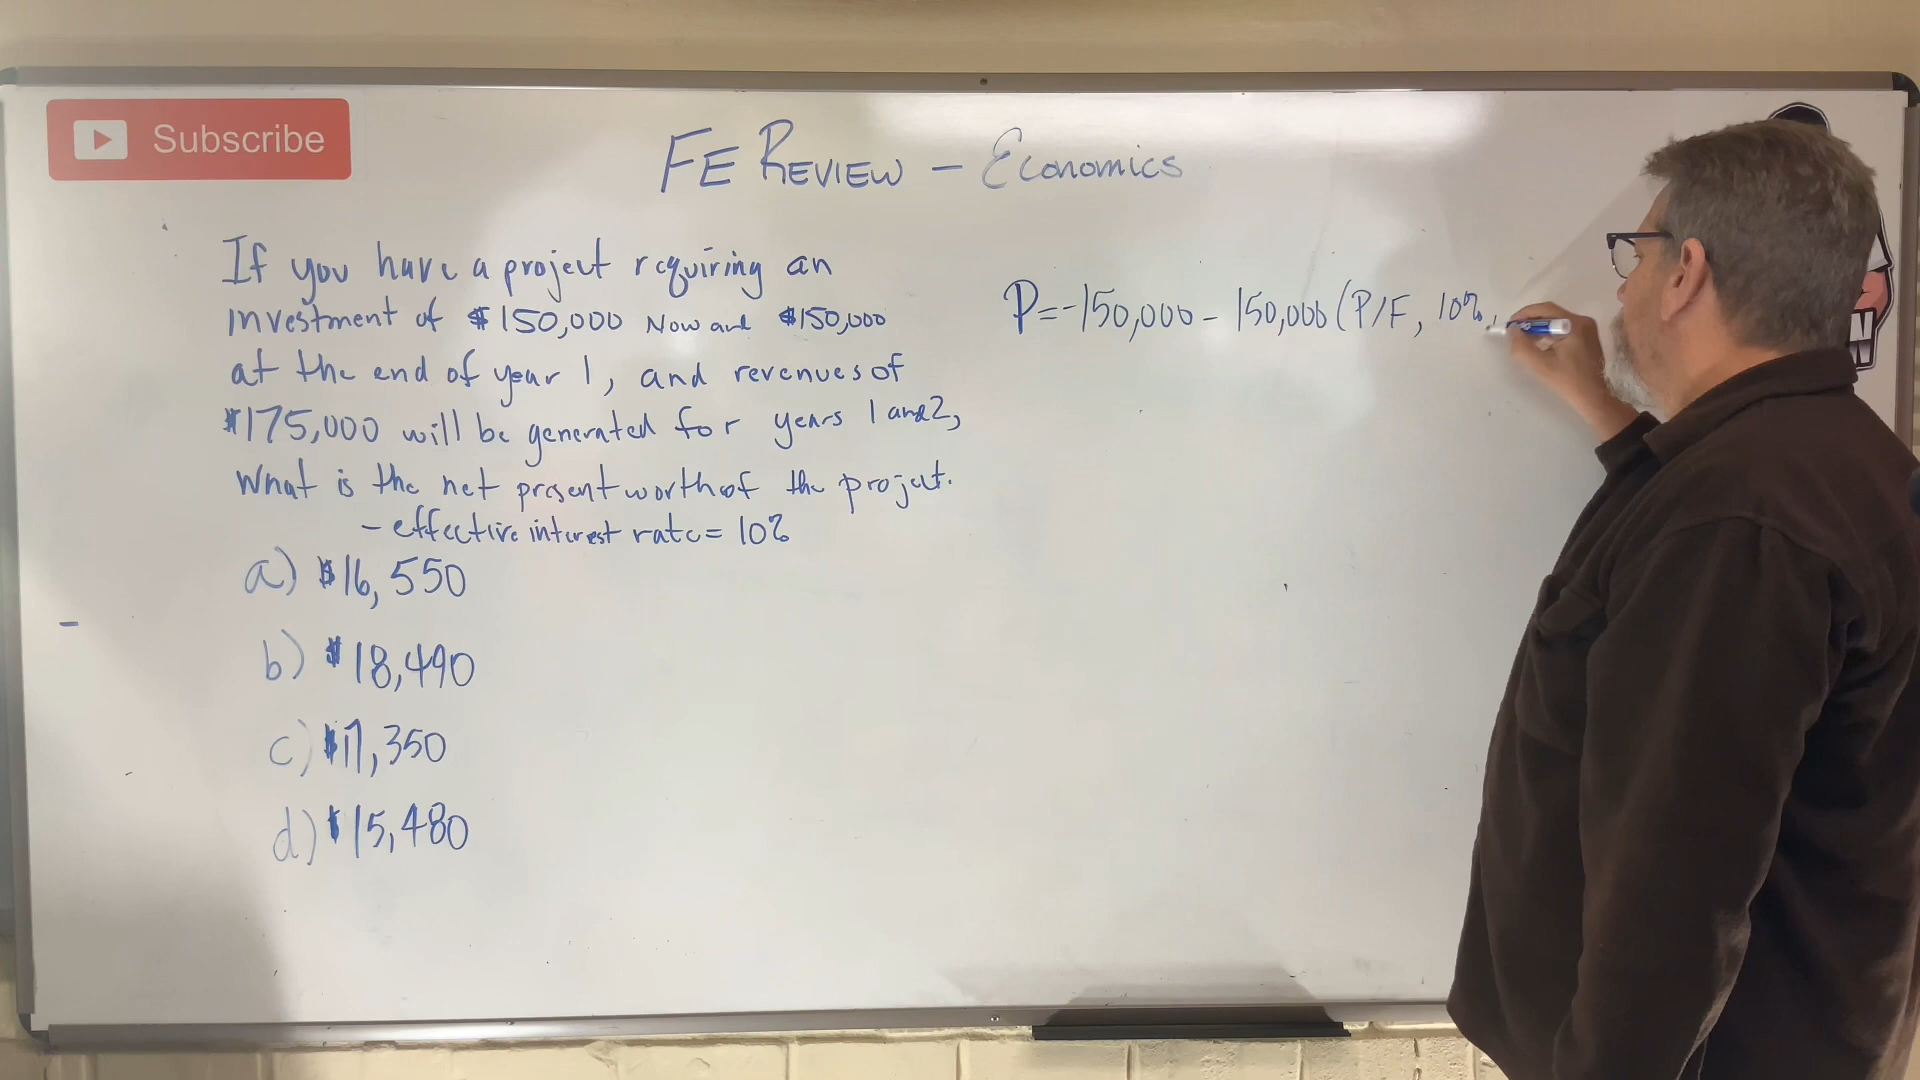 Subscribe
FE REVIEW - Economics
If you have a project requiring an
investment of $150,000 Now and $150,000
at the end of year 1, and revenues of
$175,000 will be generated for years 1 and 2,
What is the net present worth of the project.
- effective interest rate = 10%
a) $16,550
b) $18,490
c) $17,350
d) $15,480
P=-150,000 - 150,000 (P/F, 10%,